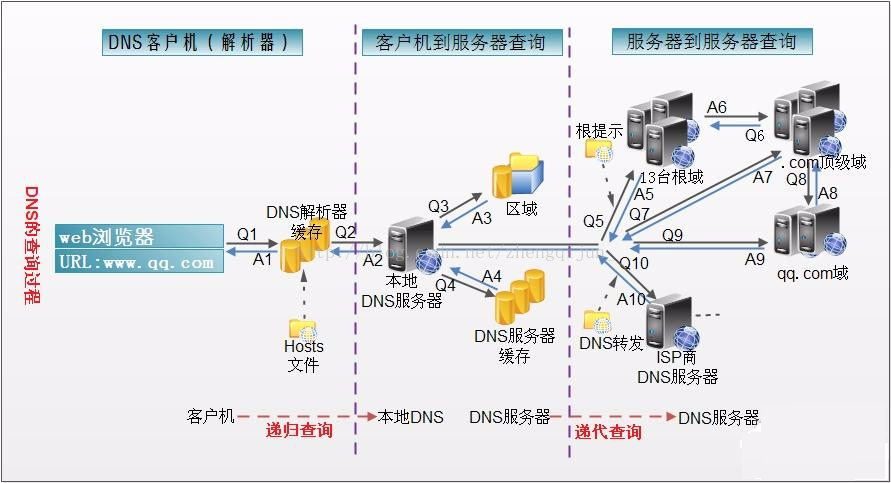 DNS客户机（解析器）
客户机到服务器查询
服务器到服务器查询
DNS的查询过程
web浏览器
URL:www.qq.com
Q1
A1
DNS解析器
缓存
Hosts
文件
Q2
A2
本地
DNS服务器
Q3
A3
区域
Q4
A4
DNS服务器
缓存
根提示
13台根域
A6
Q6
.com顶级域
Q5
A5
Q7
A7
Q8
A8
Q9
A9
qq.com域
Q10
A10
DNS转发
ISP商
DNS服务器
客户机
递归查询
本地DNS
DNS服务器
递代查询
DNS服务器